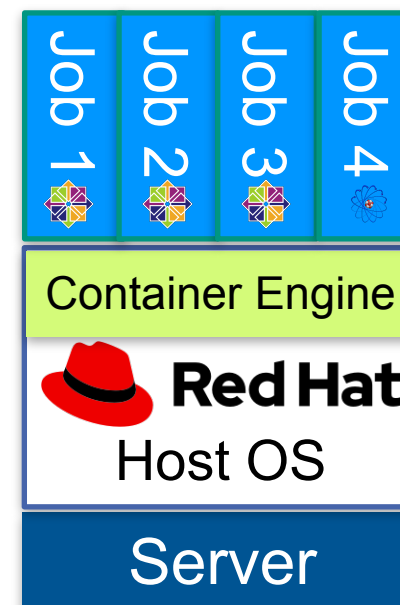 Job 1
Job 2
Job 3
Job 4
Container Engine
Red Hat
Host OS
Server